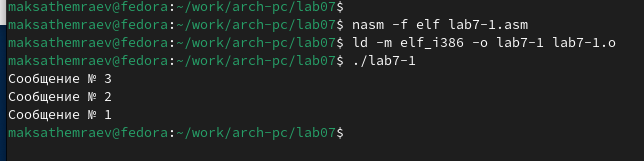 maksathemraev@fedora:~/work/arch-pc/lab07$
maksathemraev@fedora:~/work/arch-pc/lab07$ nasm -f elf lab7-1.asm
maksathemraev@fedora:~/work/arch-pc/lab07$ ld -m elf_i386 -o lab7-1 lab7-1.o
maksathemraev@fedora:~/work/arch-pc/lab07$ ./lab7-1
Сообщение № 3
Сообщение № 2
Сообщение № 1
maksathemraev@fedora:~/work/arch-pc/lab07$